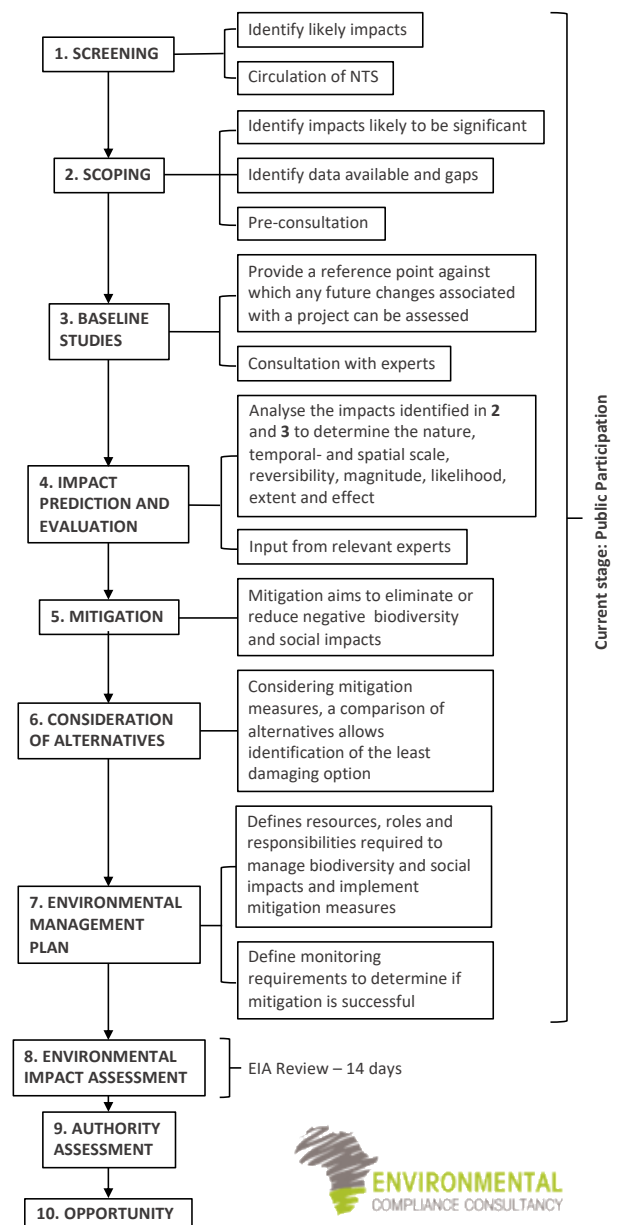 Identify likely impacts
1. SCREENING
Circulation of NTS
Identify impacts likely to be significant
2. SCOPING
Identify data available and gaps
Pre-consultation
Provide a reference point against
which any future changes associated
with a project can be assessed
3. BASELINE
STUDIES
Consultation with experts
Analyse the impacts identified in 2
and 3 to determine the nature,
temporal- and spatial scale,
reversibility, magnitude, likelihood,
extent and effect
4. IMPACT
PREDICTION AND
EVALUATION
Input from relevant experts
5. MITIGATION
Mitigation aims to eliminate or
reduce negative biodiversity
and social impacts
6. CONSIDERATION
OF ALTERNATIVES
Considering mitigation
measures, a comparison of
alternatives allows
identification of the least
damaging option
Defines resources, roles and
responsibilities required to
manage biodiversity and social
impacts and implement
mitigation measures
7. ENVIRONMENTAL
MANAGEMENT
PLAN
Define monitoring
requirements to determine if
mitigation is successful
Current stage: Public Participation
8. ENVIRONMENTAL
IMPACT ASSESSMENT
EIA Review – 14 days
9. AUTHORITY
ASSESSMENT
10. OPPORTUNITY
ENVIRONMENTAL
COMPLIANCE CONSULTANCY